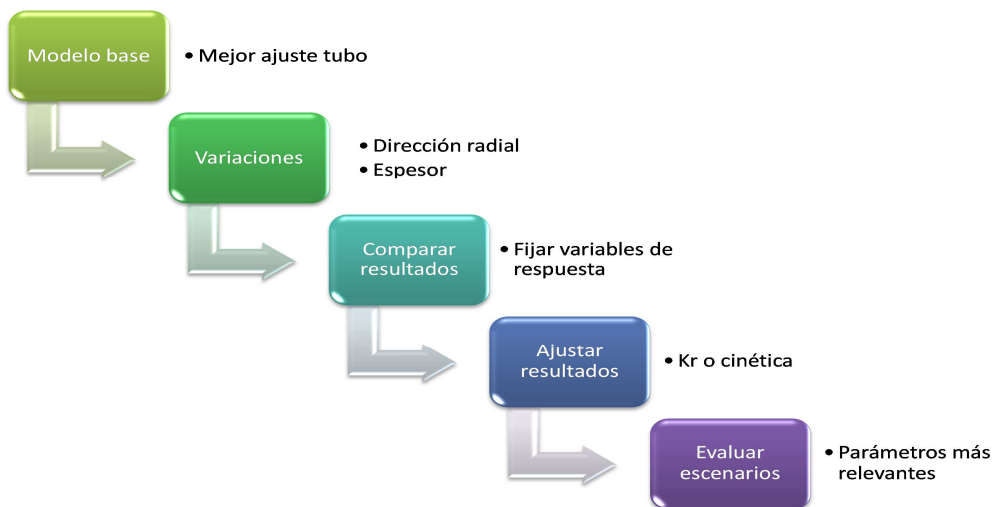 Modelo base
• Mejor ajuste tubo
Variaciones
• Dirección radial
• Espesor
Comparar
resultados
• Fijar variables de
respuesta
Ajustar
resultados
• Kr o cinética
Evaluar
escenarios
• Parámetros más
relevantes